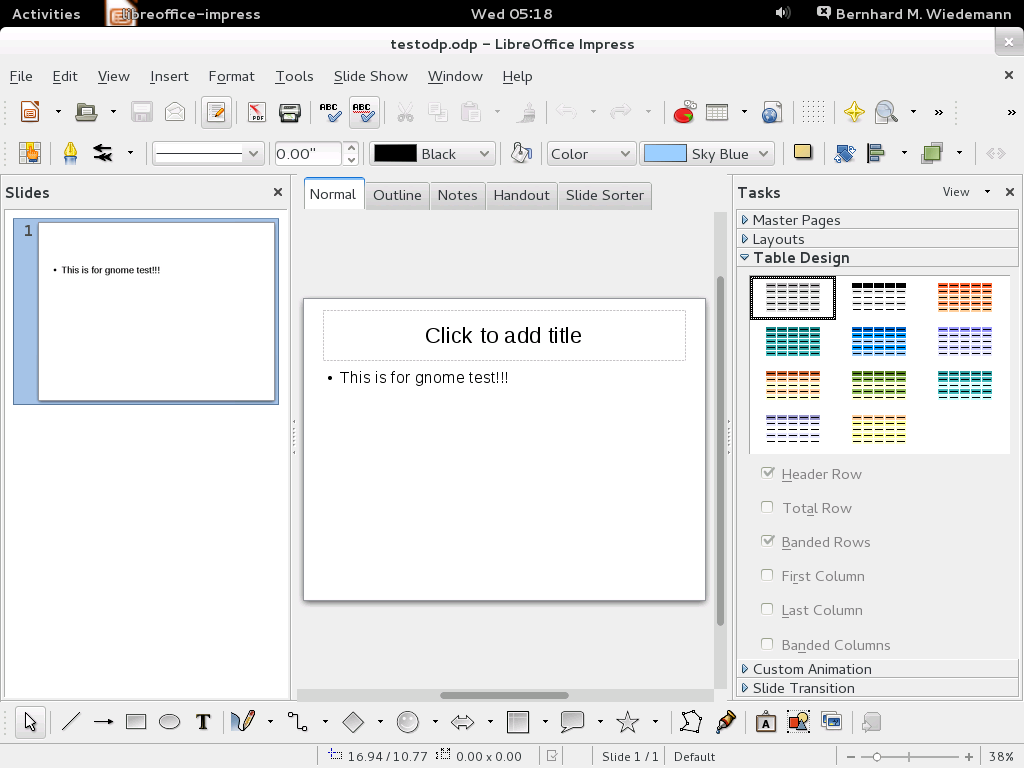 Activities libreoffice-impress Wed 05:18 Bernhard M. Wiedemann
testodp.odp – LibreOffice Impress
File Edit View Insert Format Tools Slide Show Window Help
PDF ABC ABC » »
0.00" Black Color Sky Blue
Slides
1
This is for gnome test!!!
Normal Outline Notes Handout Slide Sorter
Click to add title
• This is for gnome test!!!
Tasks View
Master Pages
Layouts
Table Design
Header Row
Total Row
Banded Rows
First Column
Last Column
Banded Columns
Custom Animation
Slide Transition
T A
16.94 / 10.77 0.00 x 0.00 Slide 1 / 1 Default 38%